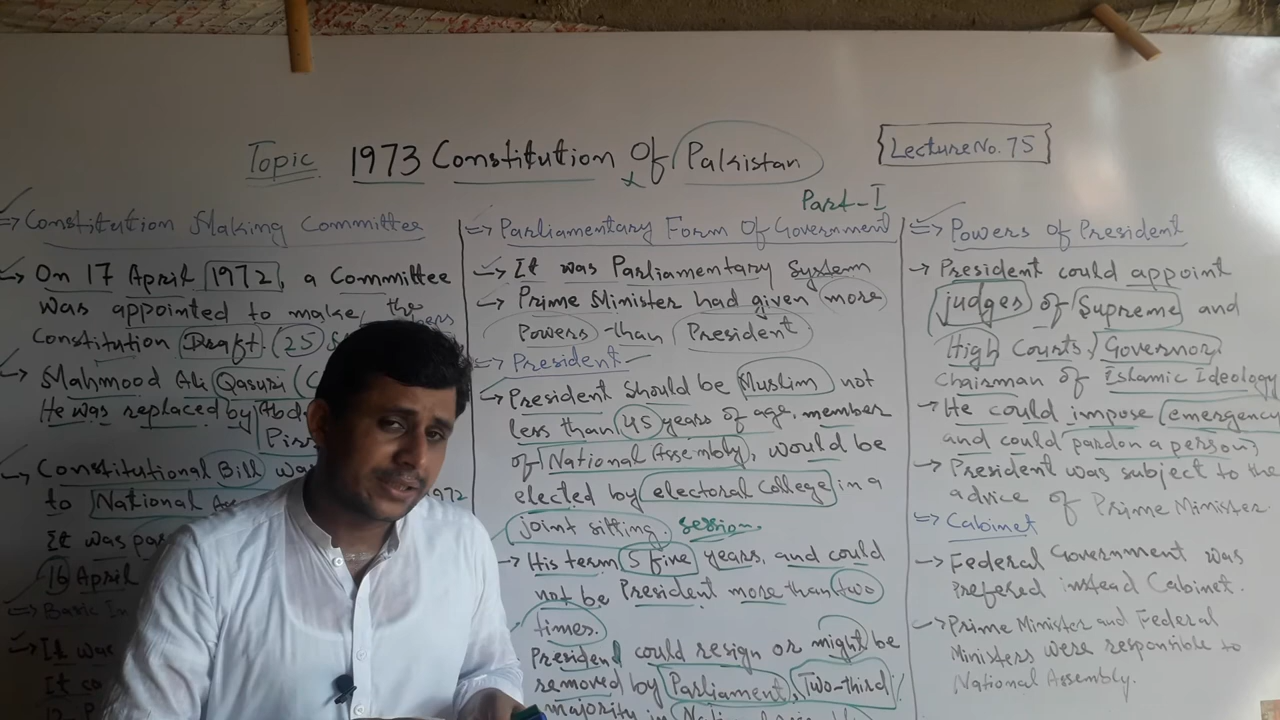 Topic 1973 Constitution Of Pakistan
Lecture No. 75
Part-I
Constitution Making Committee
On 17 April 1972, a Committee
was appointed to make the
Constitution Draft. (25)
Mahmood Ali Qasuri (
He was replaced by
Constitutional Bill
to National
1972
It was
16 April
Basic
It was
It
Parliamentary Form Of Government
It was Parliamentary System
Prime Minister had given more
Powers than President
President
President should be Muslim not
less than 45 years of age, member
of National Assembly, would be
elected by electoral College in a
joint sitting. session.
His term 5 five years, and could
not be President more than two
times.
President could resign or might be
removed by Parliament, Two-third
majority in
Powers of President
President could appoint
judges of Supreme and
High Courts, Governor,
Chairman of Islamic Ideology
He could impose emergency
and could pardon a person,
President was subject to the
advice of Prime Minister.
Cabinet
Federal Government was
prefered instead Cabinet.
Prime Minister and Federal
Ministers were responsible to
National Assembly.